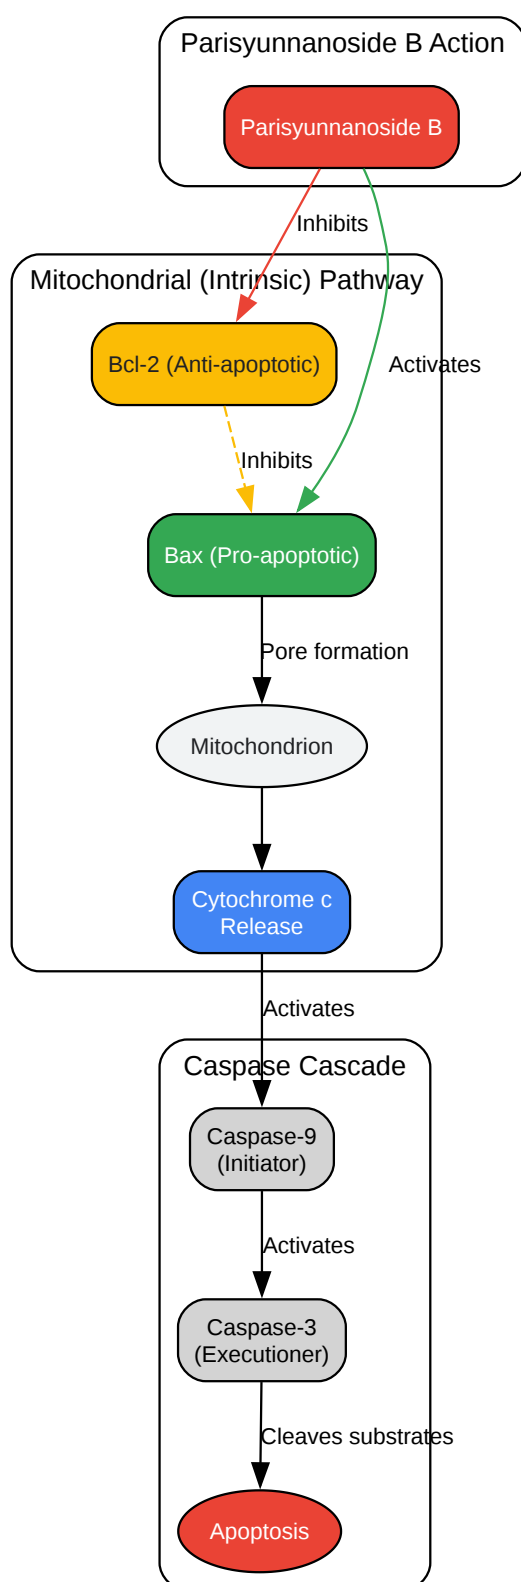 Parisyunnanoside B Action
Parisyunnanoside B
Inhibits
Mitochondrial (Intrinsic) Pathway
Bcl-2 (Anti-apoptotic)
Activates
Inhibits
Bax (Pro-apoptotic)
Pore formation
Mitochondrion
Cytochrome c
Release
Activates
Caspase Cascade
Caspase-9
(Initiator)
Activates
Caspase-3
(Executioner)
Cleaves substrates
Apoptosis